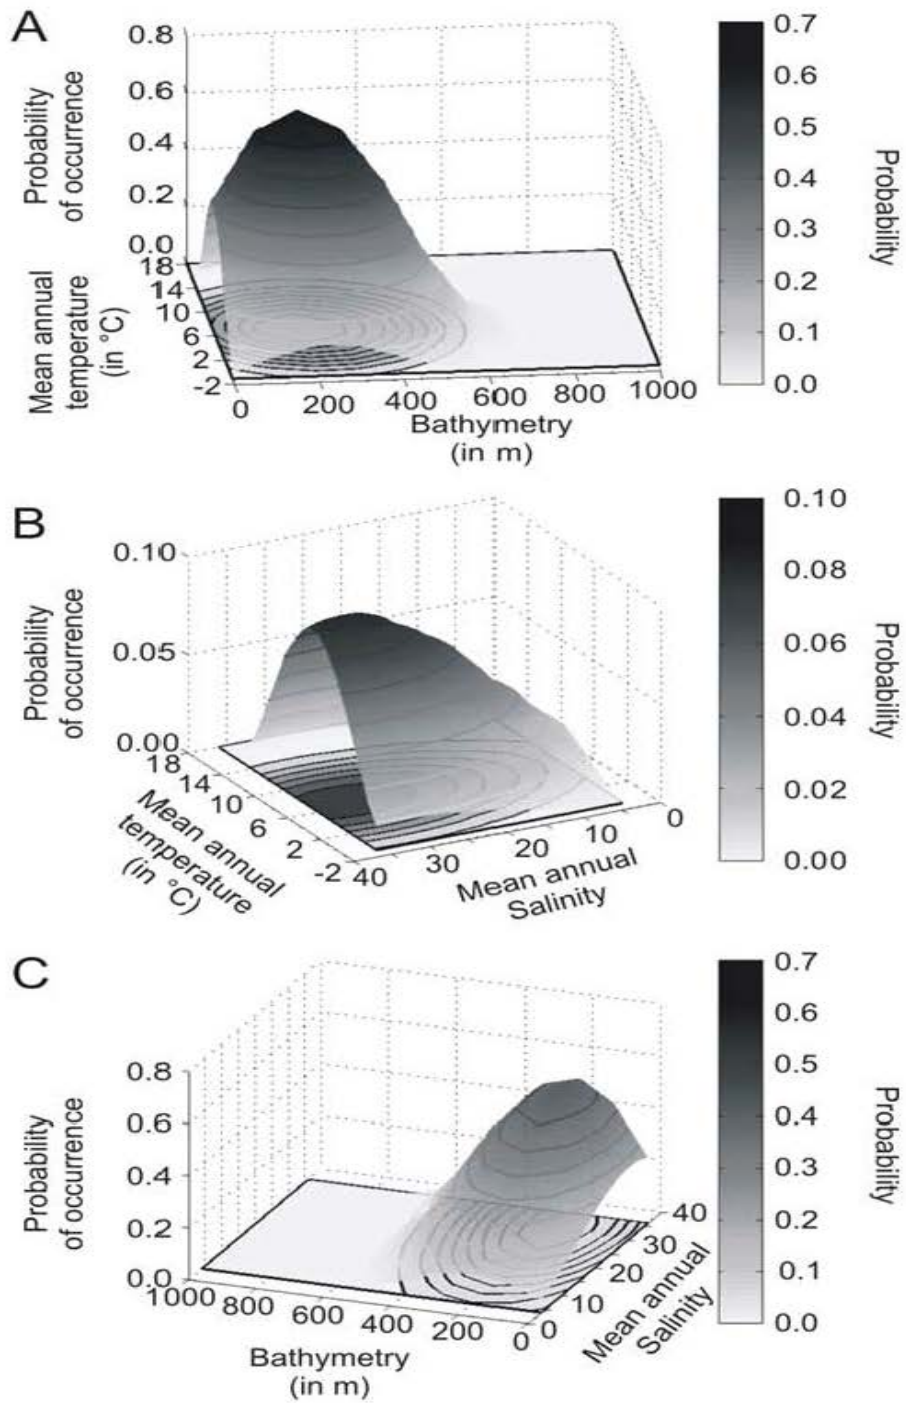 A
Probability
of occurrence
0.8
0.6
0.4
0.2
0.0
18
14
10
6
2
-2
Mean annual
temperature
(in °C)
0
200
400
600
800
1000
Bathymetry
(in m)
0.7
0.6
0.5
0.4
0.3
0.2
0.1
0.0
Probability
B
Probability
of occurrence
0.10
0.05
0.00
18
14
10
6
2
-2
Mean annual
temperature
(in °C)
40
30
20
10
0
Mean annual
Salinity
0.10
0.08
0.06
0.04
0.02
0.00
Probability
C
Probability
of occurrence
0.8
0.6
0.4
0.2
0.0
1000
800
600
400
200
0
Bathymetry
(in m)
0
10
20
30
40
Mean annual
Salinity
0.7
0.6
0.5
0.4
0.3
0.2
0.1
0.0
Probability